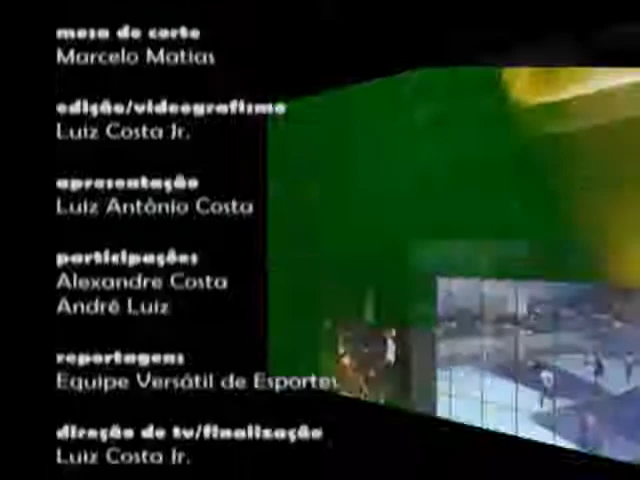 mesa de corte
Marcelo Matias
edição/videografismo
Luiz Costa Jr.
apresentação
Luiz Antônio Costa
participações
Alexandre Costa
André Luiz
reportagens
Equipe Versátil de Esportes
direção de tv/finalização
Luiz Costa Jr.